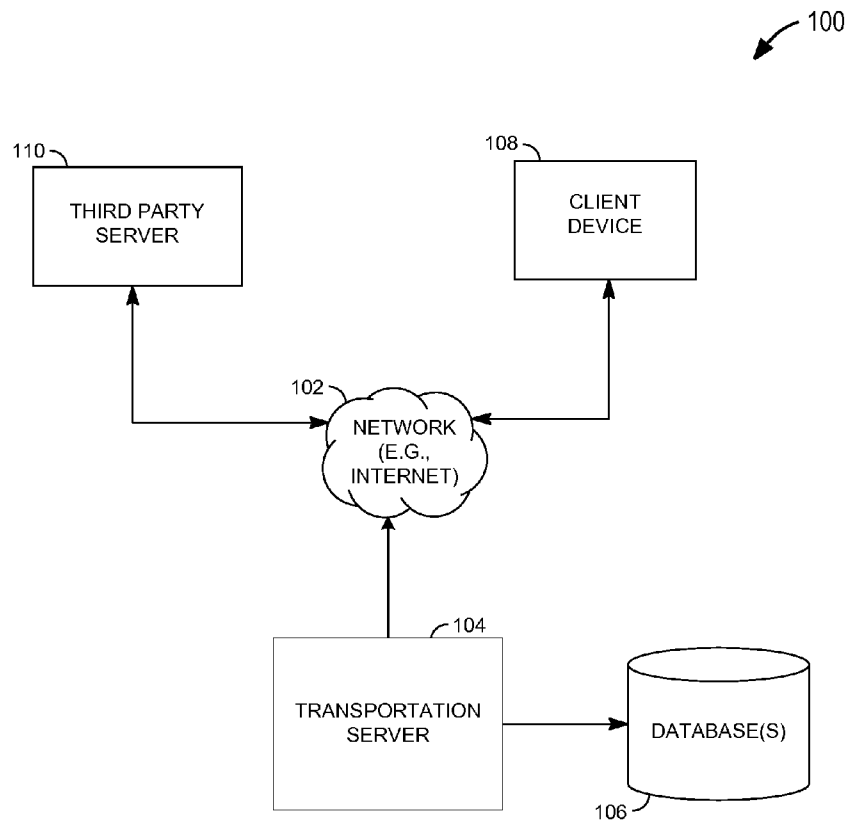 100
110
THIRD PARTY
SERVER
108
CLIENT
DEVICE
102
NETWORK
(E.G.,
INTERNET)
104
TRANSPORTATION
SERVER
DATABASE(S)
106